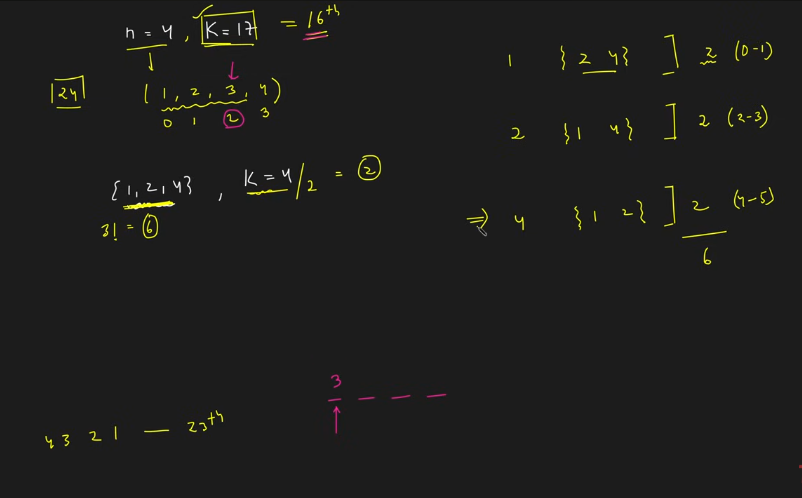 n = 4 , K = 17 = 16th
24 ( 1 , 2 , 3 , 4 )
0 1 2 3
{ 1 , 2 , 4 } , K = 4 / 2 = 2
3! = 6
1 { 2 4 } ] 2 (0-1)
2 { 1 4 } ] 2 (2-3)
⇒ 4 { 1 2 } ] 2 (4-5)
6
3 _ _ _
4 3 2 1 — 23th